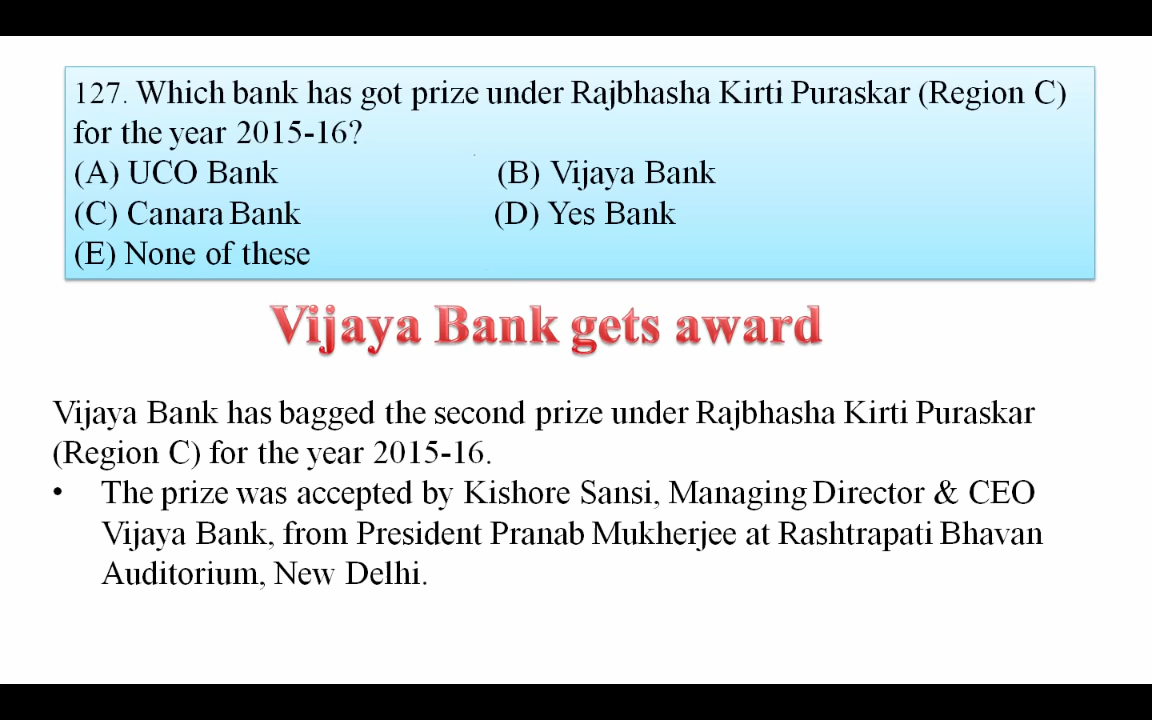 127. Which bank has got prize under Rajbhasha Kirti Puraskar (Region C)
for the year 2015-16?
(A) UCO Bank (B) Vijaya Bank
(C) Canara Bank (D) Yes Bank
(E) None of these
Vijaya Bank gets award
Vijaya Bank has bagged the second prize under Rajbhasha Kirti Puraskar
(Region C) for the year 2015-16.
• The prize was accepted by Kishore Sansi, Managing Director & CEO
Vijaya Bank, from President Pranab Mukherjee at Rashtrapati Bhavan
Auditorium, New Delhi.